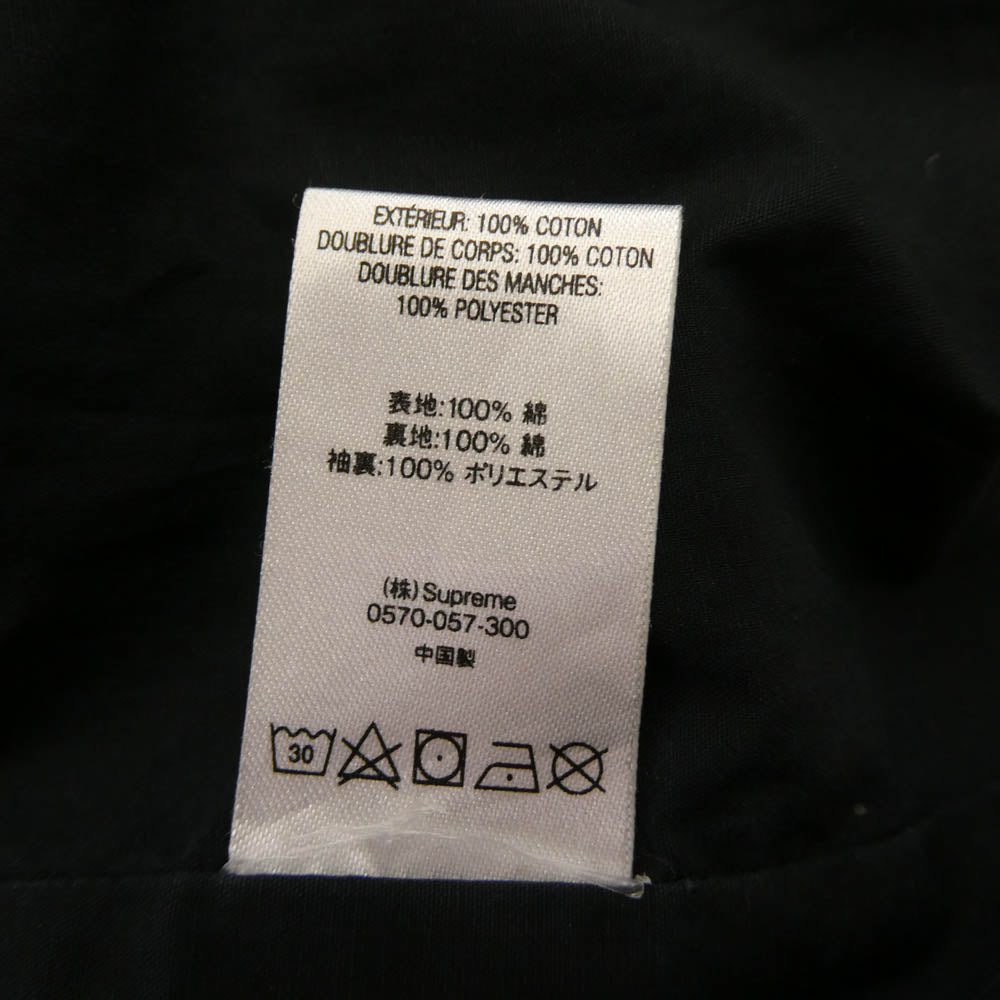 EXTÉRIEUR: 100% COTON
DOUBLURE DE CORPS: 100% COTON
DOUBLURE DES MANCHES:
100% POLYESTER
表地:100% 綿
裏地:100% 綿
袖裏:100% ポリエステル
(株)Supreme
0570-057-300
中国製
30